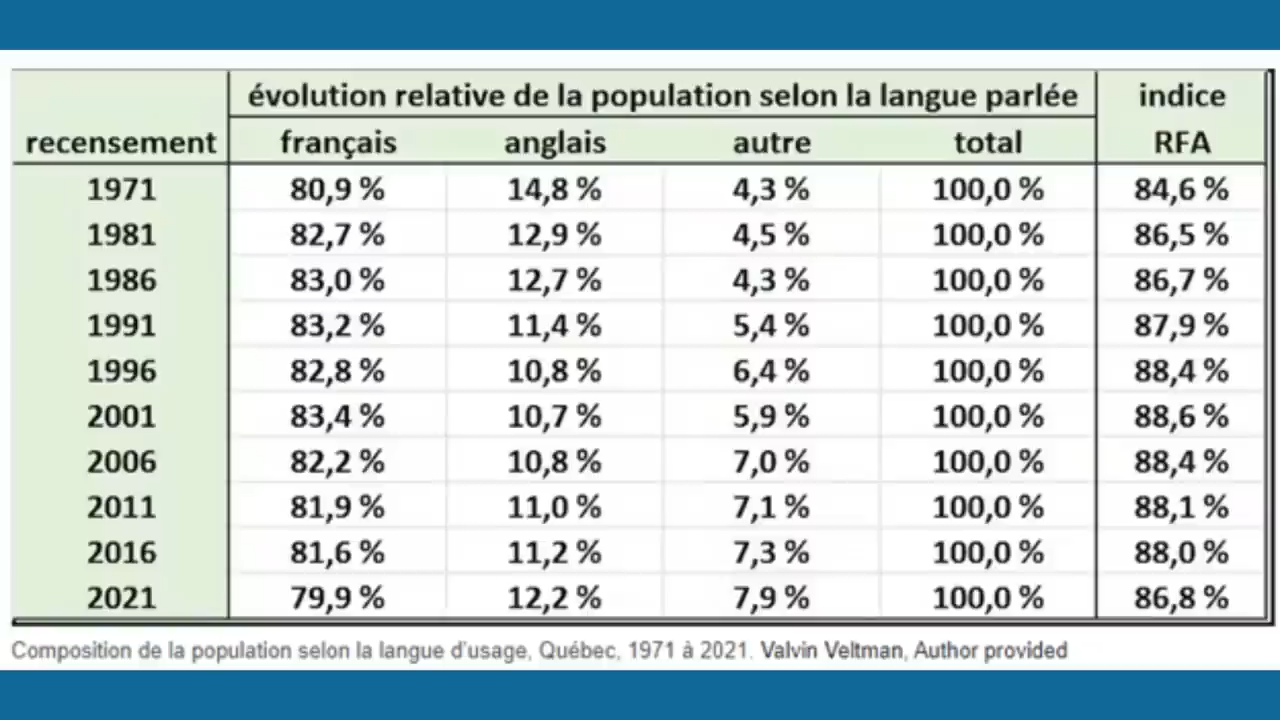 évolution relative de la population selon la langue parlée indice
recensement français anglais autre total RFA
1971 80,9 % 14,8 % 4,3 % 100,0 % 84,6 %
1981 82,7 % 12,9 % 4,5 % 100,0 % 86,5 %
1986 83,0 % 12,7 % 4,3 % 100,0 % 86,7 %
1991 83,2 % 11,4 % 5,4 % 100,0 % 87,9 %
1996 82,8 % 10,8 % 6,4 % 100,0 % 88,4 %
2001 83,4 % 10,7 % 5,9 % 100,0 % 88,6 %
2006 82,2 % 10,8 % 7,0 % 100,0 % 88,4 %
2011 81,9 % 11,0 % 7,1 % 100,0 % 88,1 %
2016 81,6 % 11,2 % 7,3 % 100,0 % 88,0 %
2021 79,9 % 12,2 % 7,9 % 100,0 % 86,8 %
Composition de la population selon la langue d'usage, Québec, 1971 à 2021. Valvin Veltman, Author provided